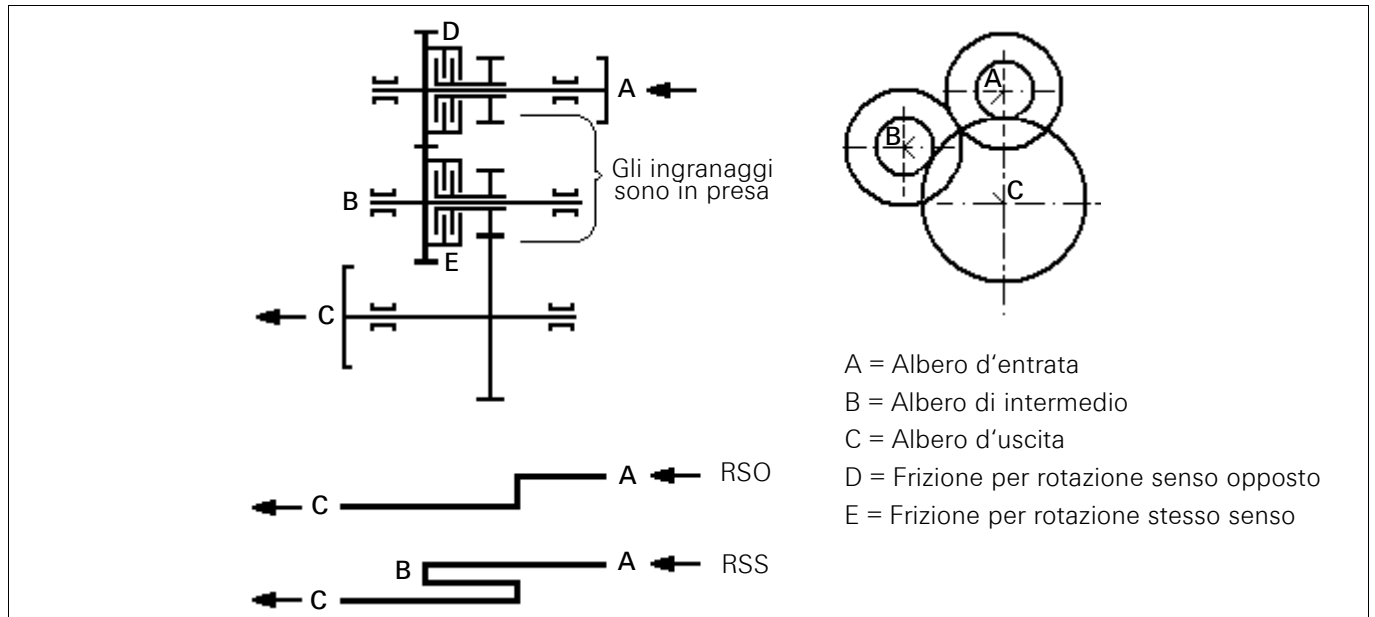 D
A
Gli ingranaggi
sono in presa
B
E
C
A
B
C
A = Albero d'entrata
B = Albero di intermedio
C = Albero d'uscita
D = Frizione per rotazione senso opposto
E = Frizione per rotazione stesso senso
A RSO
C
A RSS
B
C